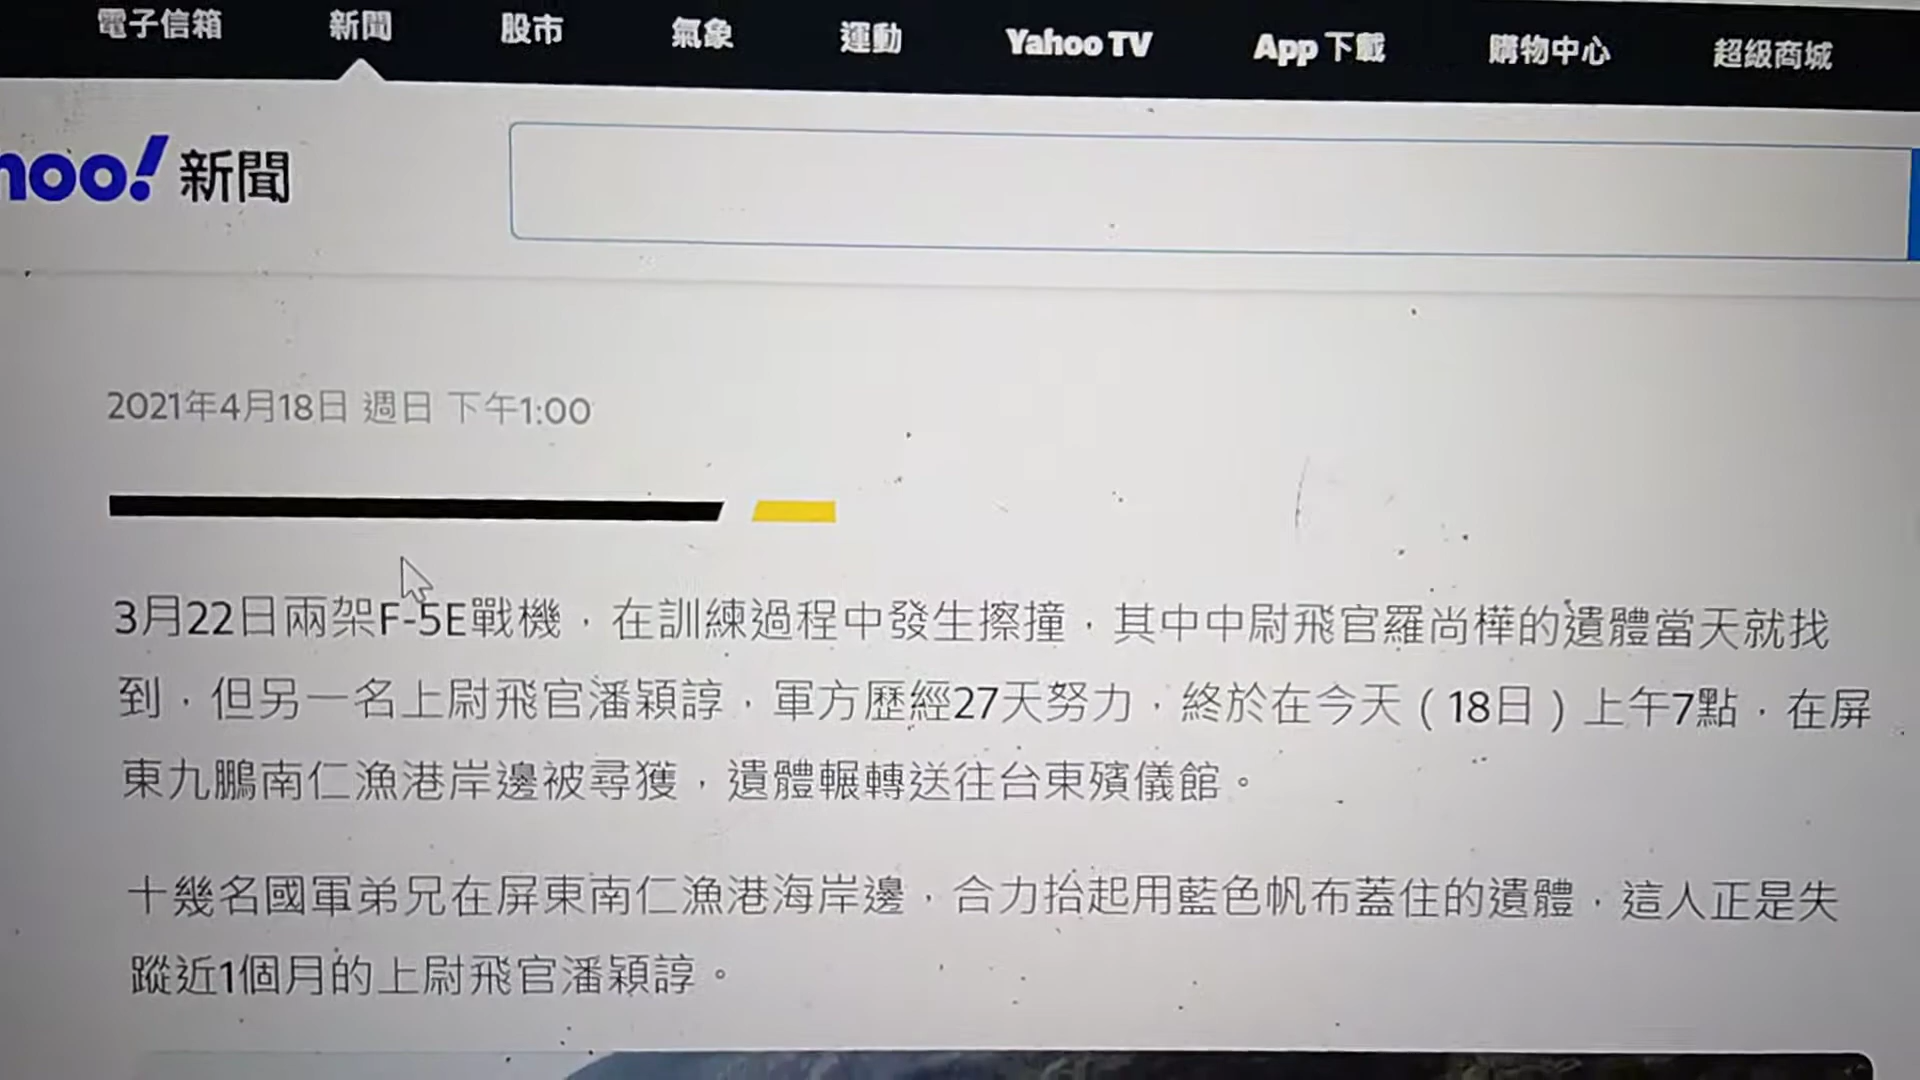 電子信箱 新聞 股市 氣象 運動 Yahoo TV App 下載 購物中心 超級商城
hoo! 新聞
2021年4月18日 週日 下午1:00
3月22日兩架F-5E戰機，在訓練過程中發生擦撞，其中中尉飛官羅尚樺的遺體當天就找
到，但另一名上尉飛官潘穎諄，軍方歷經27天努力，終於在今天（18日）上午7點，在屏
東九鵬南仁漁港岸邊被尋獲，遺體輾轉送往台東殯儀館。
十幾名國軍弟兄在屏東南仁漁港海岸邊，合力抬起用藍色帆布蓋住的遺體，這人正是失
蹤近1個月的上尉飛官潘穎諄。